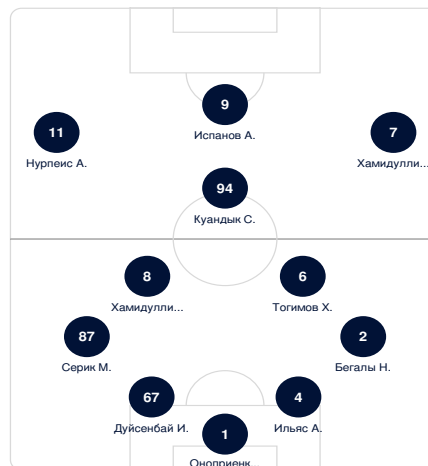 9
Испанов А.
11
Нурпеис А.
7
Хамидулли...
94
Куандык С.
8
Хамидулли...
6
Тогимов Х.
87
Серик М.
2
Бегалы Н.
67
Дуйсенбай И.
4
Ильяс А.
1
Оноприенк...